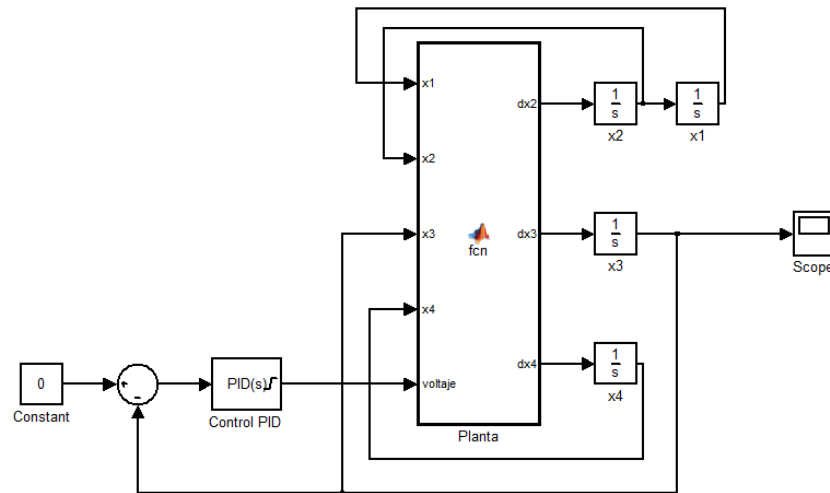 x1
dx2
1
s
x2
1
s
x1
x2
x3
fcn
dx3
1
s
x3
Scope
x4
dx4
1
s
x4
0
Constant
+
-
PID(s)
Control PID
voltaje
Planta